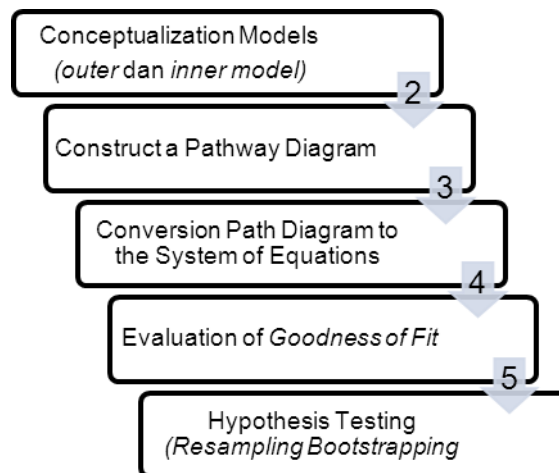 Conceptualization Models
(outer dan inner model)
2
Construct a Pathway Diagram
3
Conversion Path Diagram to
the System of Equations
4
Evaluation of Goodness of Fit
5
Hypothesis Testing
(Resampling Bootstrapping